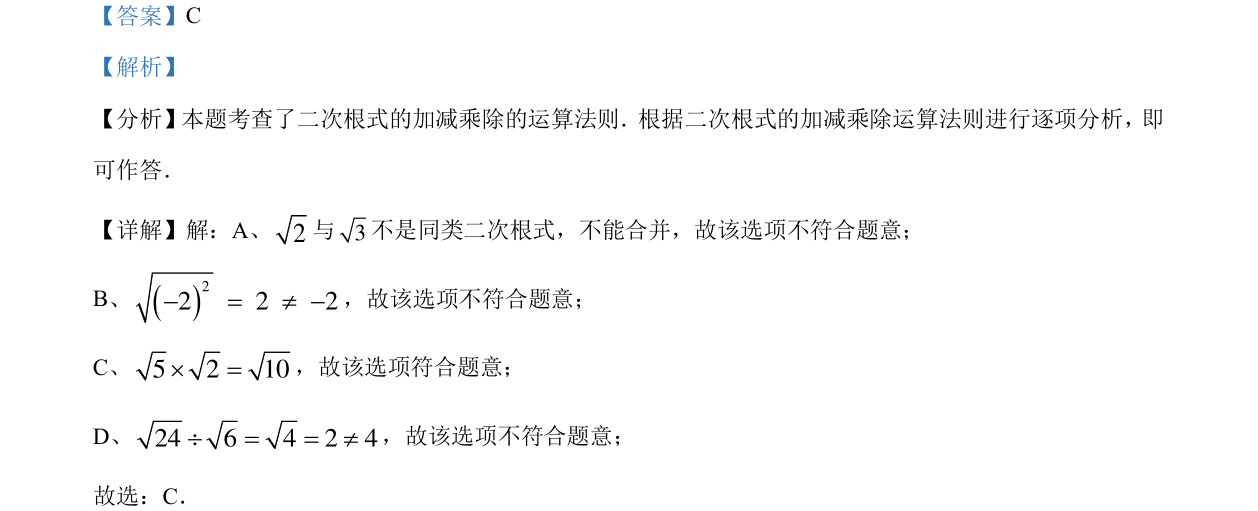 【答案】C
【解析】
【分析】本题考查了二次根式的加减乘除的运算法则．根据二次根式的加减乘除运算法则进行逐项分析，即
可作答．
【详解】解：A、√2与√3不是同类二次根式，不能合并，故该选项不符合题意；
B、√(−2)² = 2 ≠ −2，故该选项不符合题意；
C、√5×√2=√10，故该选项符合题意；
D、√24÷√6=√4=2≠4，故该选项不符合题意；
故选：C．